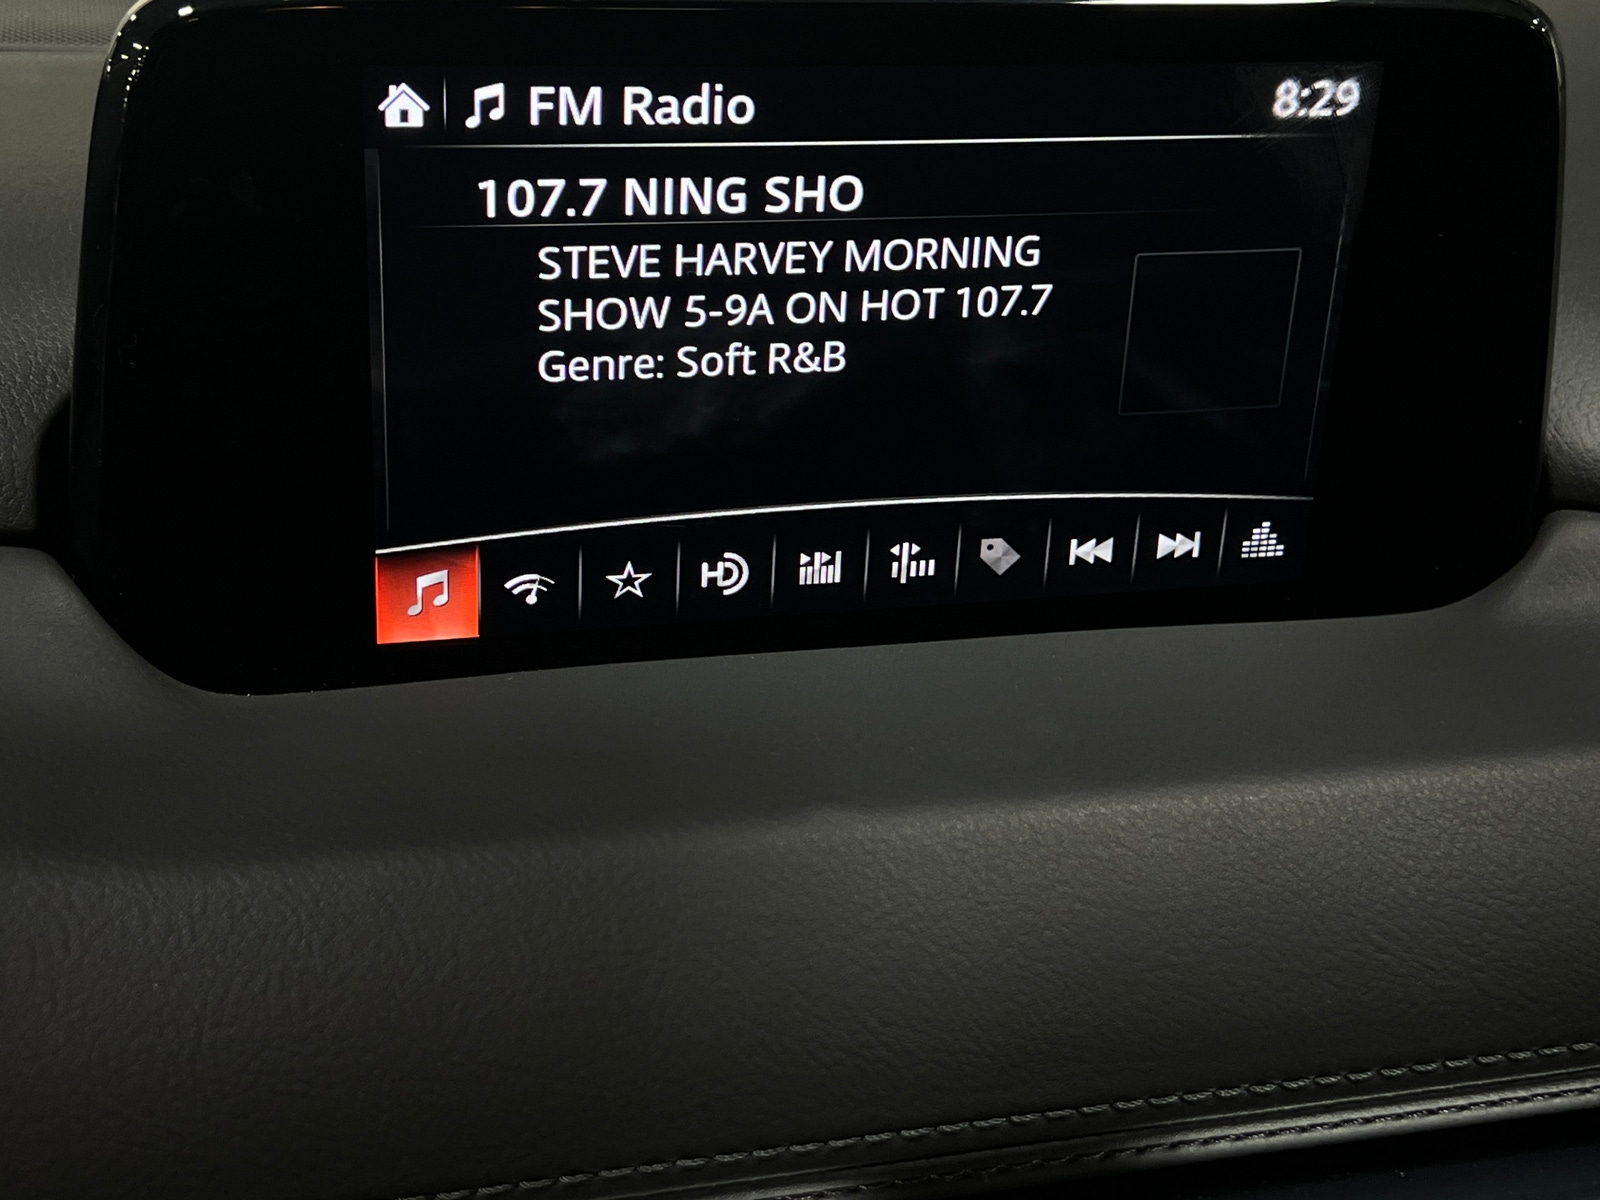 FM Radio
8:29
107.7 NING SHO
STEVE HARVEY MORNING
SHOW 5-9A ON HOT 107.7
Genre: Soft R&B
HD